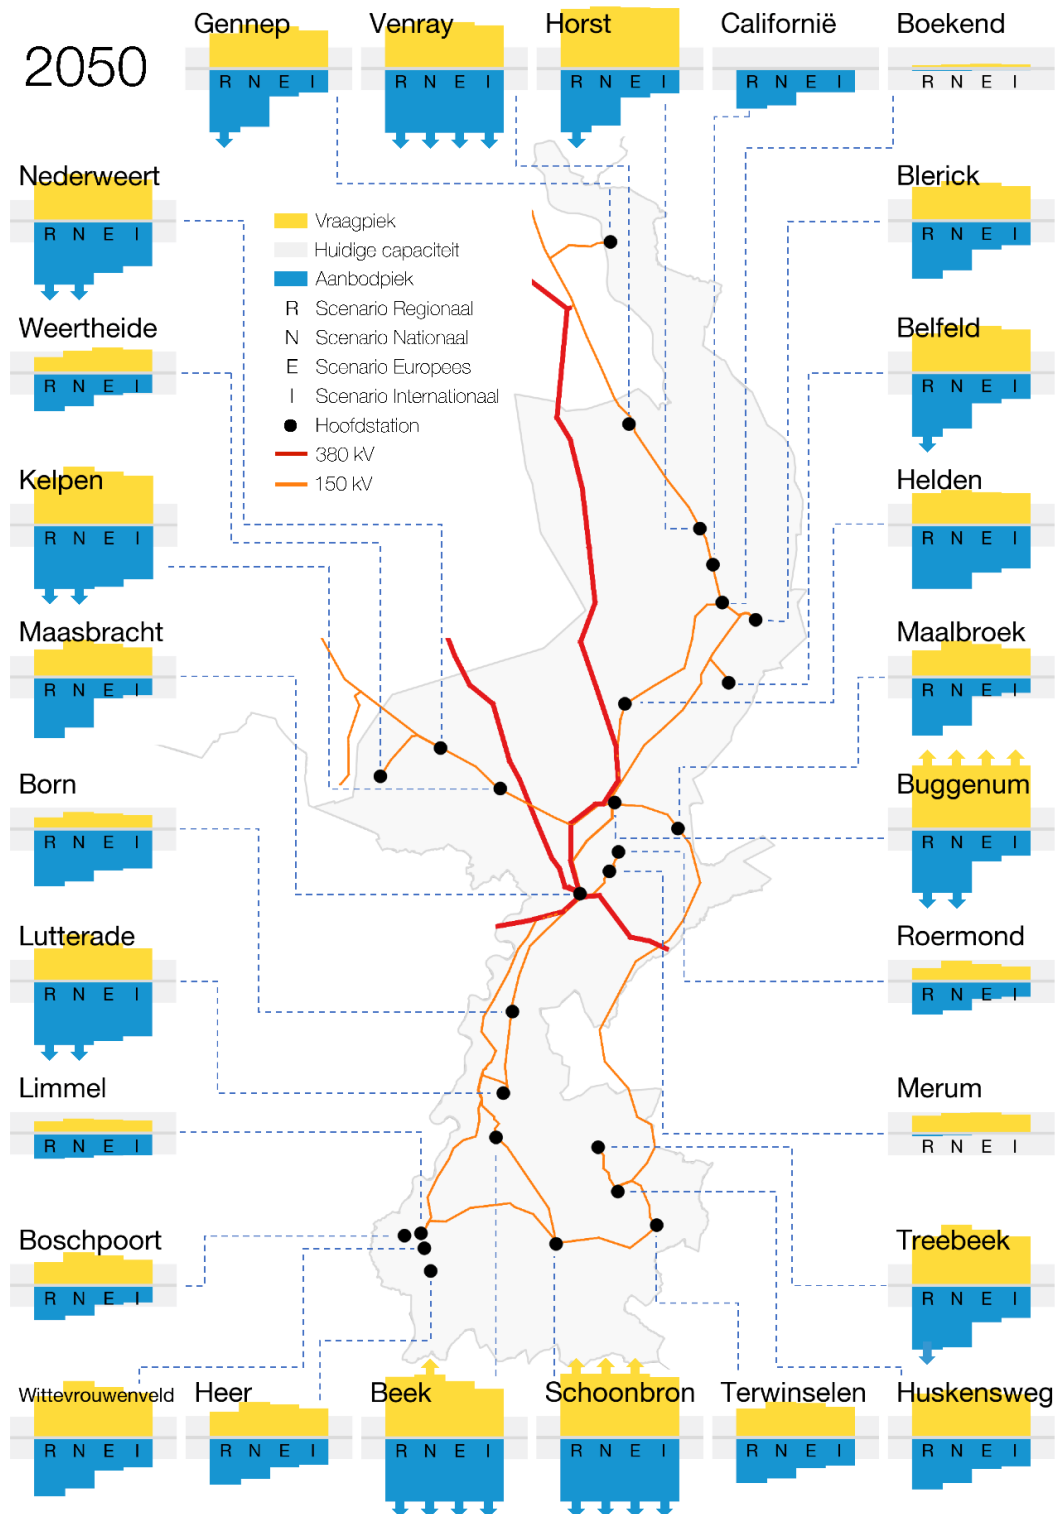 2050
Gennep
R N E I
Venray
R N E I
Horst
R N E I
Californië
R N E I
Boekend
R N E I
Nederweert
R N E I
Vraagpiek
Huidige capaciteit
Aanbodpiek
R Scenario Regionaal
N Scenario Nationaal
E Scenario Europees
I Scenario Internationaal
Hoofdstation
380 kV
150 kV
Blerick
R N E I
Weertheide
R N E I
Belfeld
R N E I
Kelpen
R N E I
Helden
R N E I
Maasbracht
R N E I
Maalbroek
R N E I
Born
R N E I
Buggenum
R N E I
Lutterade
R N E I
Roermond
R N E I
Limmel
R N E I
Merum
R N E I
Boschpoort
R N E I
Treebeek
R N E I
Wittevrouwenveld
R N E I
Heer
R N E I
Beek
R N E I
Schoonbron
R N E I
Terwinselen
R N E I
Huskensweg
R N E I